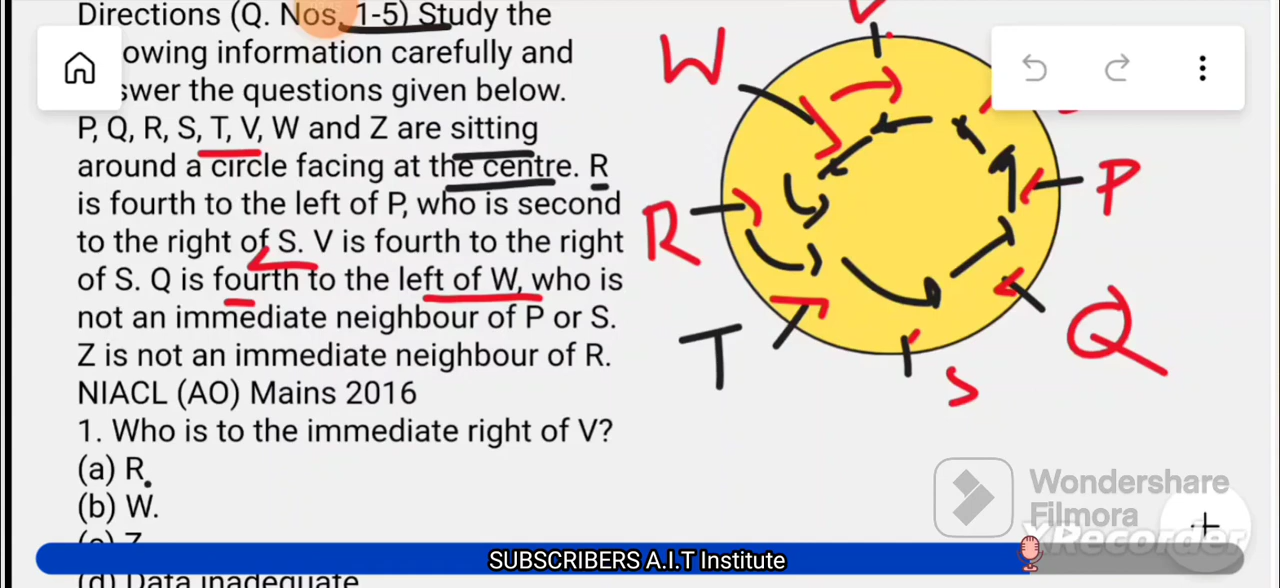 Directions (Q. Nos. 1-5) Study the
owing information carefully and
swer the questions given below.
P, Q, R, S, T, V, W and Z are sitting
around a circle facing at the centre. R
is fourth to the left of P, who is second
to the right of S. V is fourth to the right
of S. Q is fourth to the left of W, who is
not an immediate neighbour of P or S.
Z is not an immediate neighbour of R.
NIACL (AO) Mains 2016
1. Who is to the immediate right of V?
(a) R
(b) W.
(d) Data inadequate
W
R
P
T
Q
S
Wondershare
Filmora
XRecorder
SUBSCRIBERS A.I.T Institute